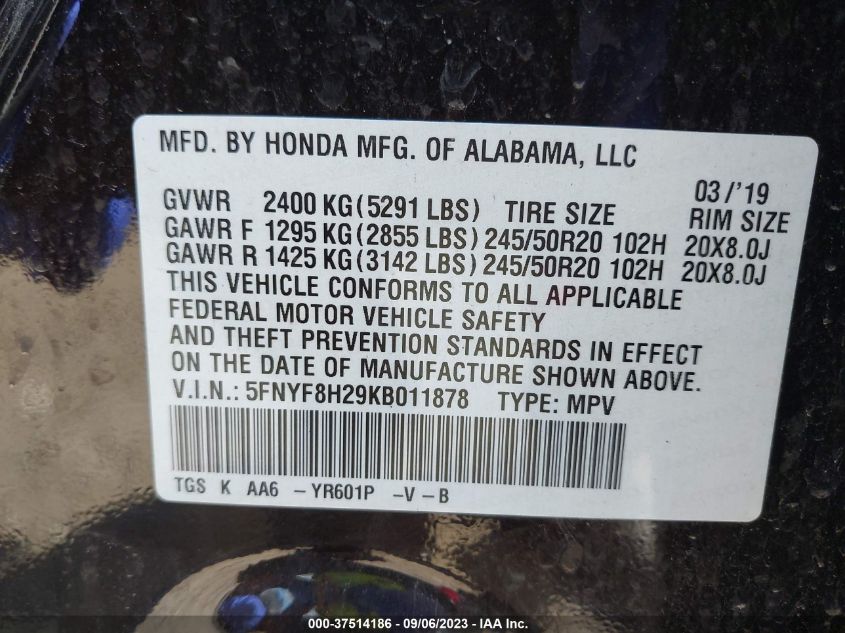 MFD. BY HONDA MFG. OF ALABAMA, LLC
03/'19
GVWR 2400 KG(5291 LBS) TIRE SIZE RIM SIZE
GAWR F 1295 KG(2855 LBS) 245/50R20 102H 20X8.0J
GAWR R 1425 KG(3142 LBS) 245/50R20 102H 20X8.0J
THIS VEHICLE CONFORMS TO ALL APPLICABLE
FEDERAL MOTOR VEHICLE SAFETY
AND THEFT PREVENTION STANDARDS IN EFFECT
ON THE DATE OF MANUFACTURE SHOWN ABOVE.
V.I.N.: 5FNYF8H29KB011878 TYPE: MPV
TGS K AA6 – YR601P –V – B
000-37514186 - 09/06/2023 - IAA Inc.